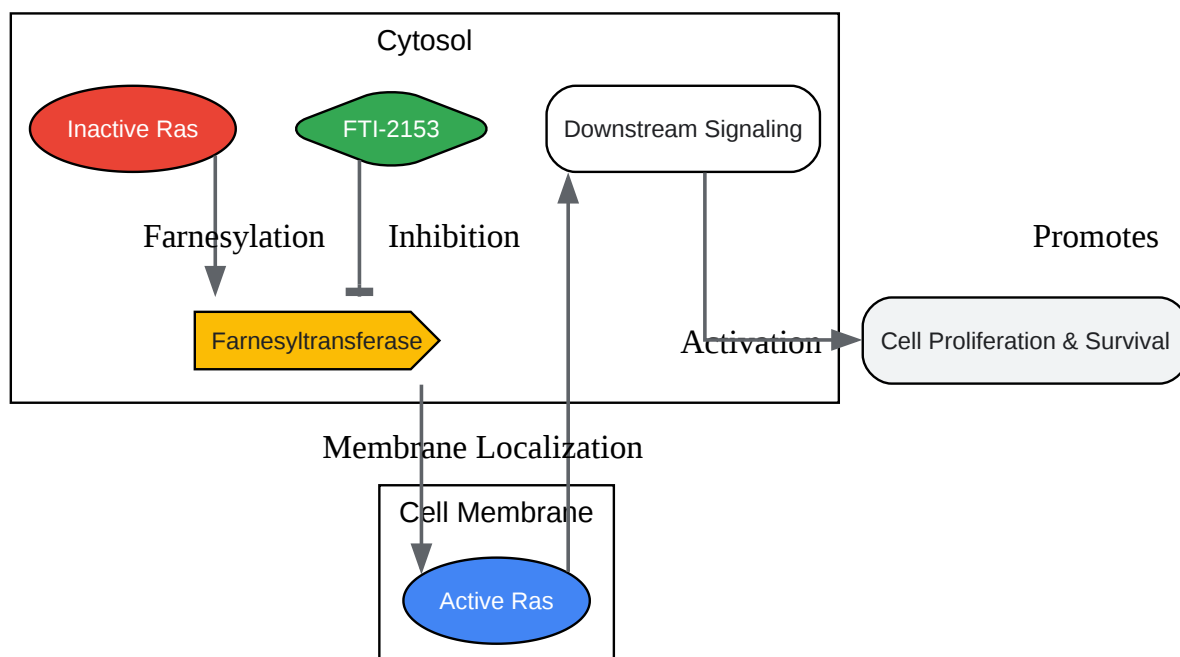 Cytosol
Inactive Ras
FTI-2153
Downstream Signaling
Farnesylation
Inhibition
Promotes
Farnesyltransferase
Activation
Cell Proliferation & Survival
Membrane Localization
Cell Membrane
Active Ras